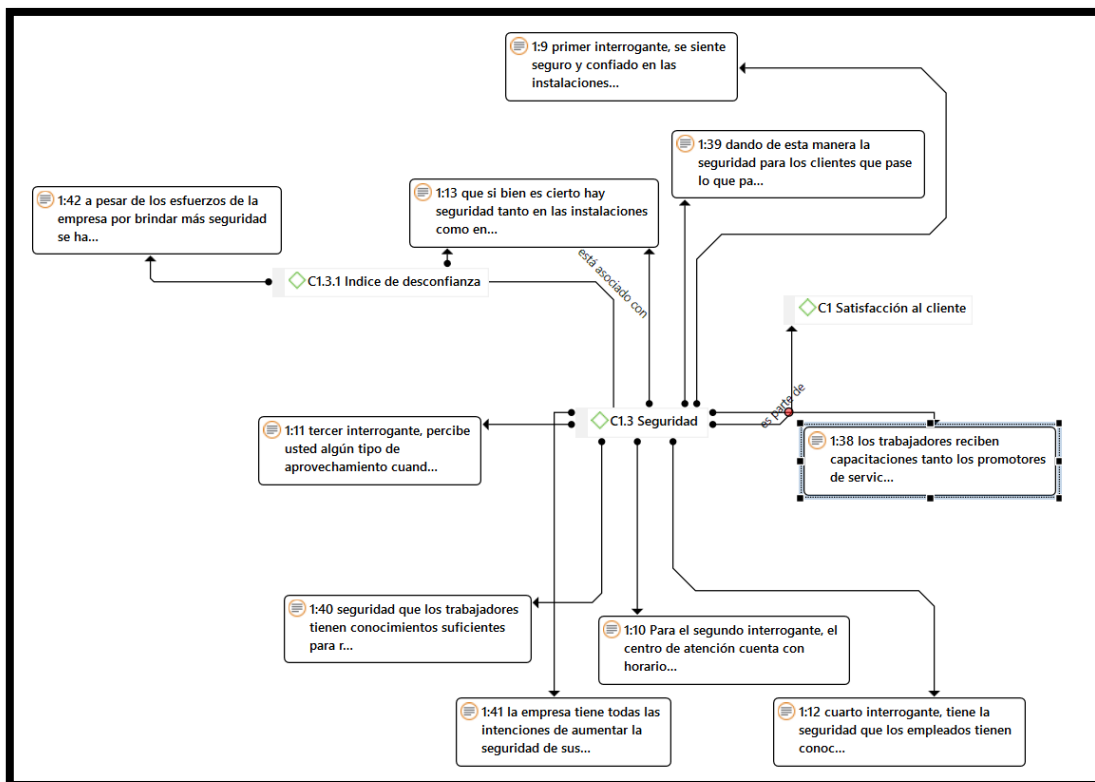 1:9 primer interrogante, se siente
seguro y confiado en las
instalaciones...
1:39 dando de esta manera la
seguridad para los clientes que pase
lo que pa...
1:42 a pesar de los esfuerzos de la
empresa por brindar más seguridad
se ha...
1:13 que si bien es cierto hay
seguridad tanto en las instalaciones
como en...
C1.3.1 Indice de desconfianza
está asociado con
C1 Satisfacción al cliente
es parte de
C1.3 Seguridad
1:11 tercer interrogante, percibe
usted algún tipo de
aprovechamiento cuand...
1:38 los trabajadores reciben
capacitaciones tanto los promotores
de servic...
1:40 seguridad que los trabajadores
tienen conocimientos suficientes
para r...
1:10 Para el segundo interrogante, el
centro de atención cuenta con
horario...
1:41 la empresa tiene todas las
intenciones de aumentar la
seguridad de sus...
1:12 cuarto interrogante, tiene la
seguridad que los empleados tienen
conoc...